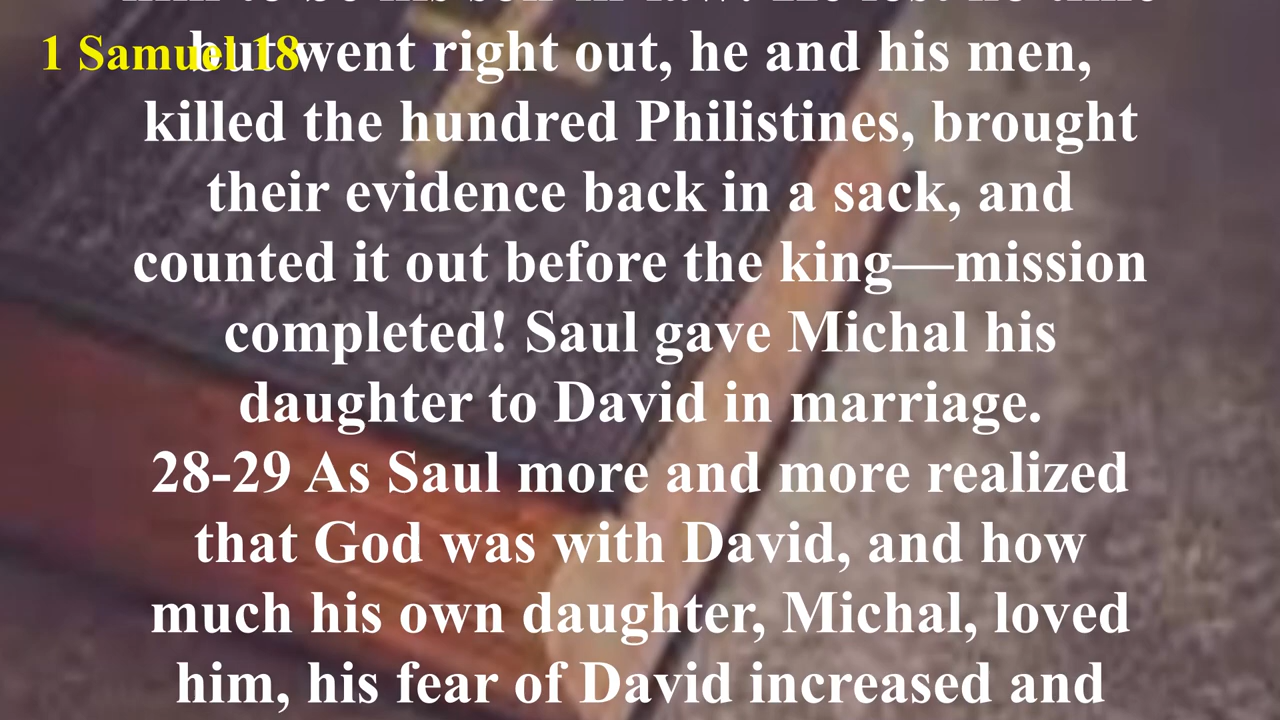 1 Samuel 18
but went right out, he and his men,
killed the hundred Philistines, brought
their evidence back in a sack, and
counted it out before the king—mission
completed! Saul gave Michal his
daughter to David in marriage.
28-29 As Saul more and more realized
that God was with David, and how
much his own daughter, Michal, loved
him, his fear of David increased and